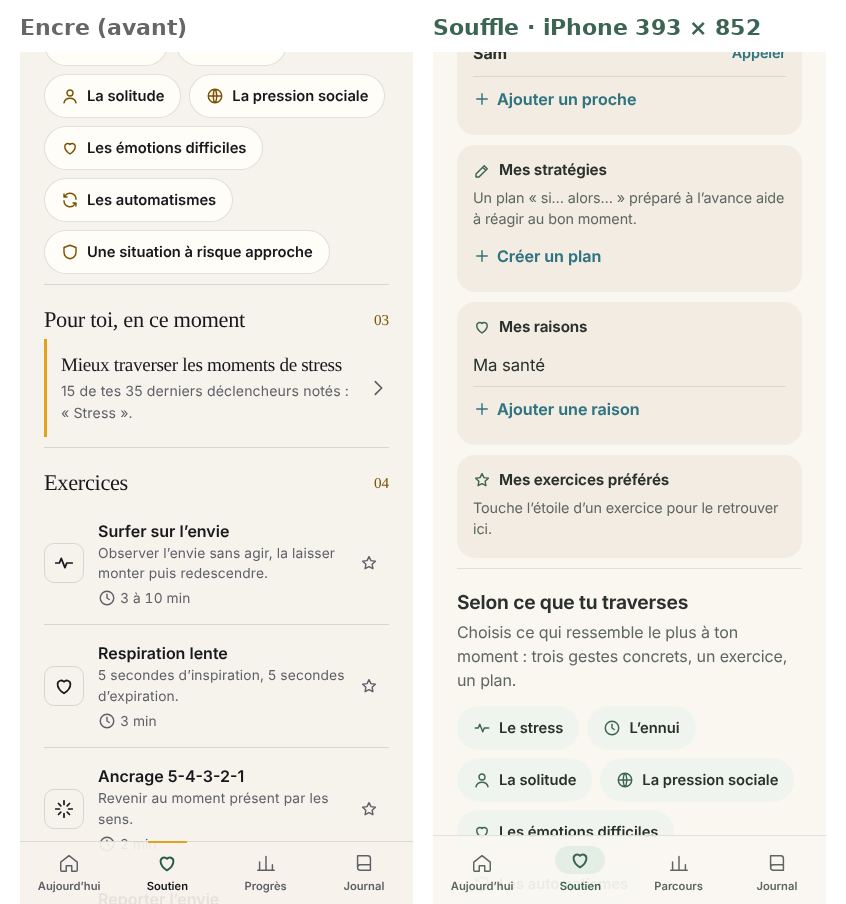 Encre (avant)
La solitude
La pression sociale
Les émotions difficiles
Les automatismes
Une situation à risque approche
Pour toi, en ce moment
03
Mieux traverser les moments de stress
15 de tes 35 derniers déclencheurs notés :
« Stress ».
Exercices
04
Surfer sur l’envie
Observer l’envie sans agir, la laisser
monter puis redescendre.
3 à 10 min
Respiration lente
5 secondes d’inspiration, 5 secondes
d’expiration.
3 min
Ancrage 5-4-3-2-1
Revenir au moment présent par les
sens.
2 min
Reporter l’envie
Aujourd’hui
Soutien
Progrès
Journal
Souffle · iPhone 393 × 852
Sam
Appeler
Ajouter un proche
Mes stratégies
Un plan « si… alors… » préparé à l’avance aide
à réagir au bon moment.
Créer un plan
Mes raisons
Ma santé
Ajouter une raison
Mes exercices préférés
Touche l’étoile d’un exercice pour le retrouver
ici.
Selon ce que tu traverses
Choisis ce qui ressemble le plus à ton
moment : trois gestes concrets, un exercice,
un plan.
Le stress
L’ennui
La solitude
La pression sociale
Les émotions difficiles
Les automatismes
Aujourd’hui
Soutien
Parcours
Journal